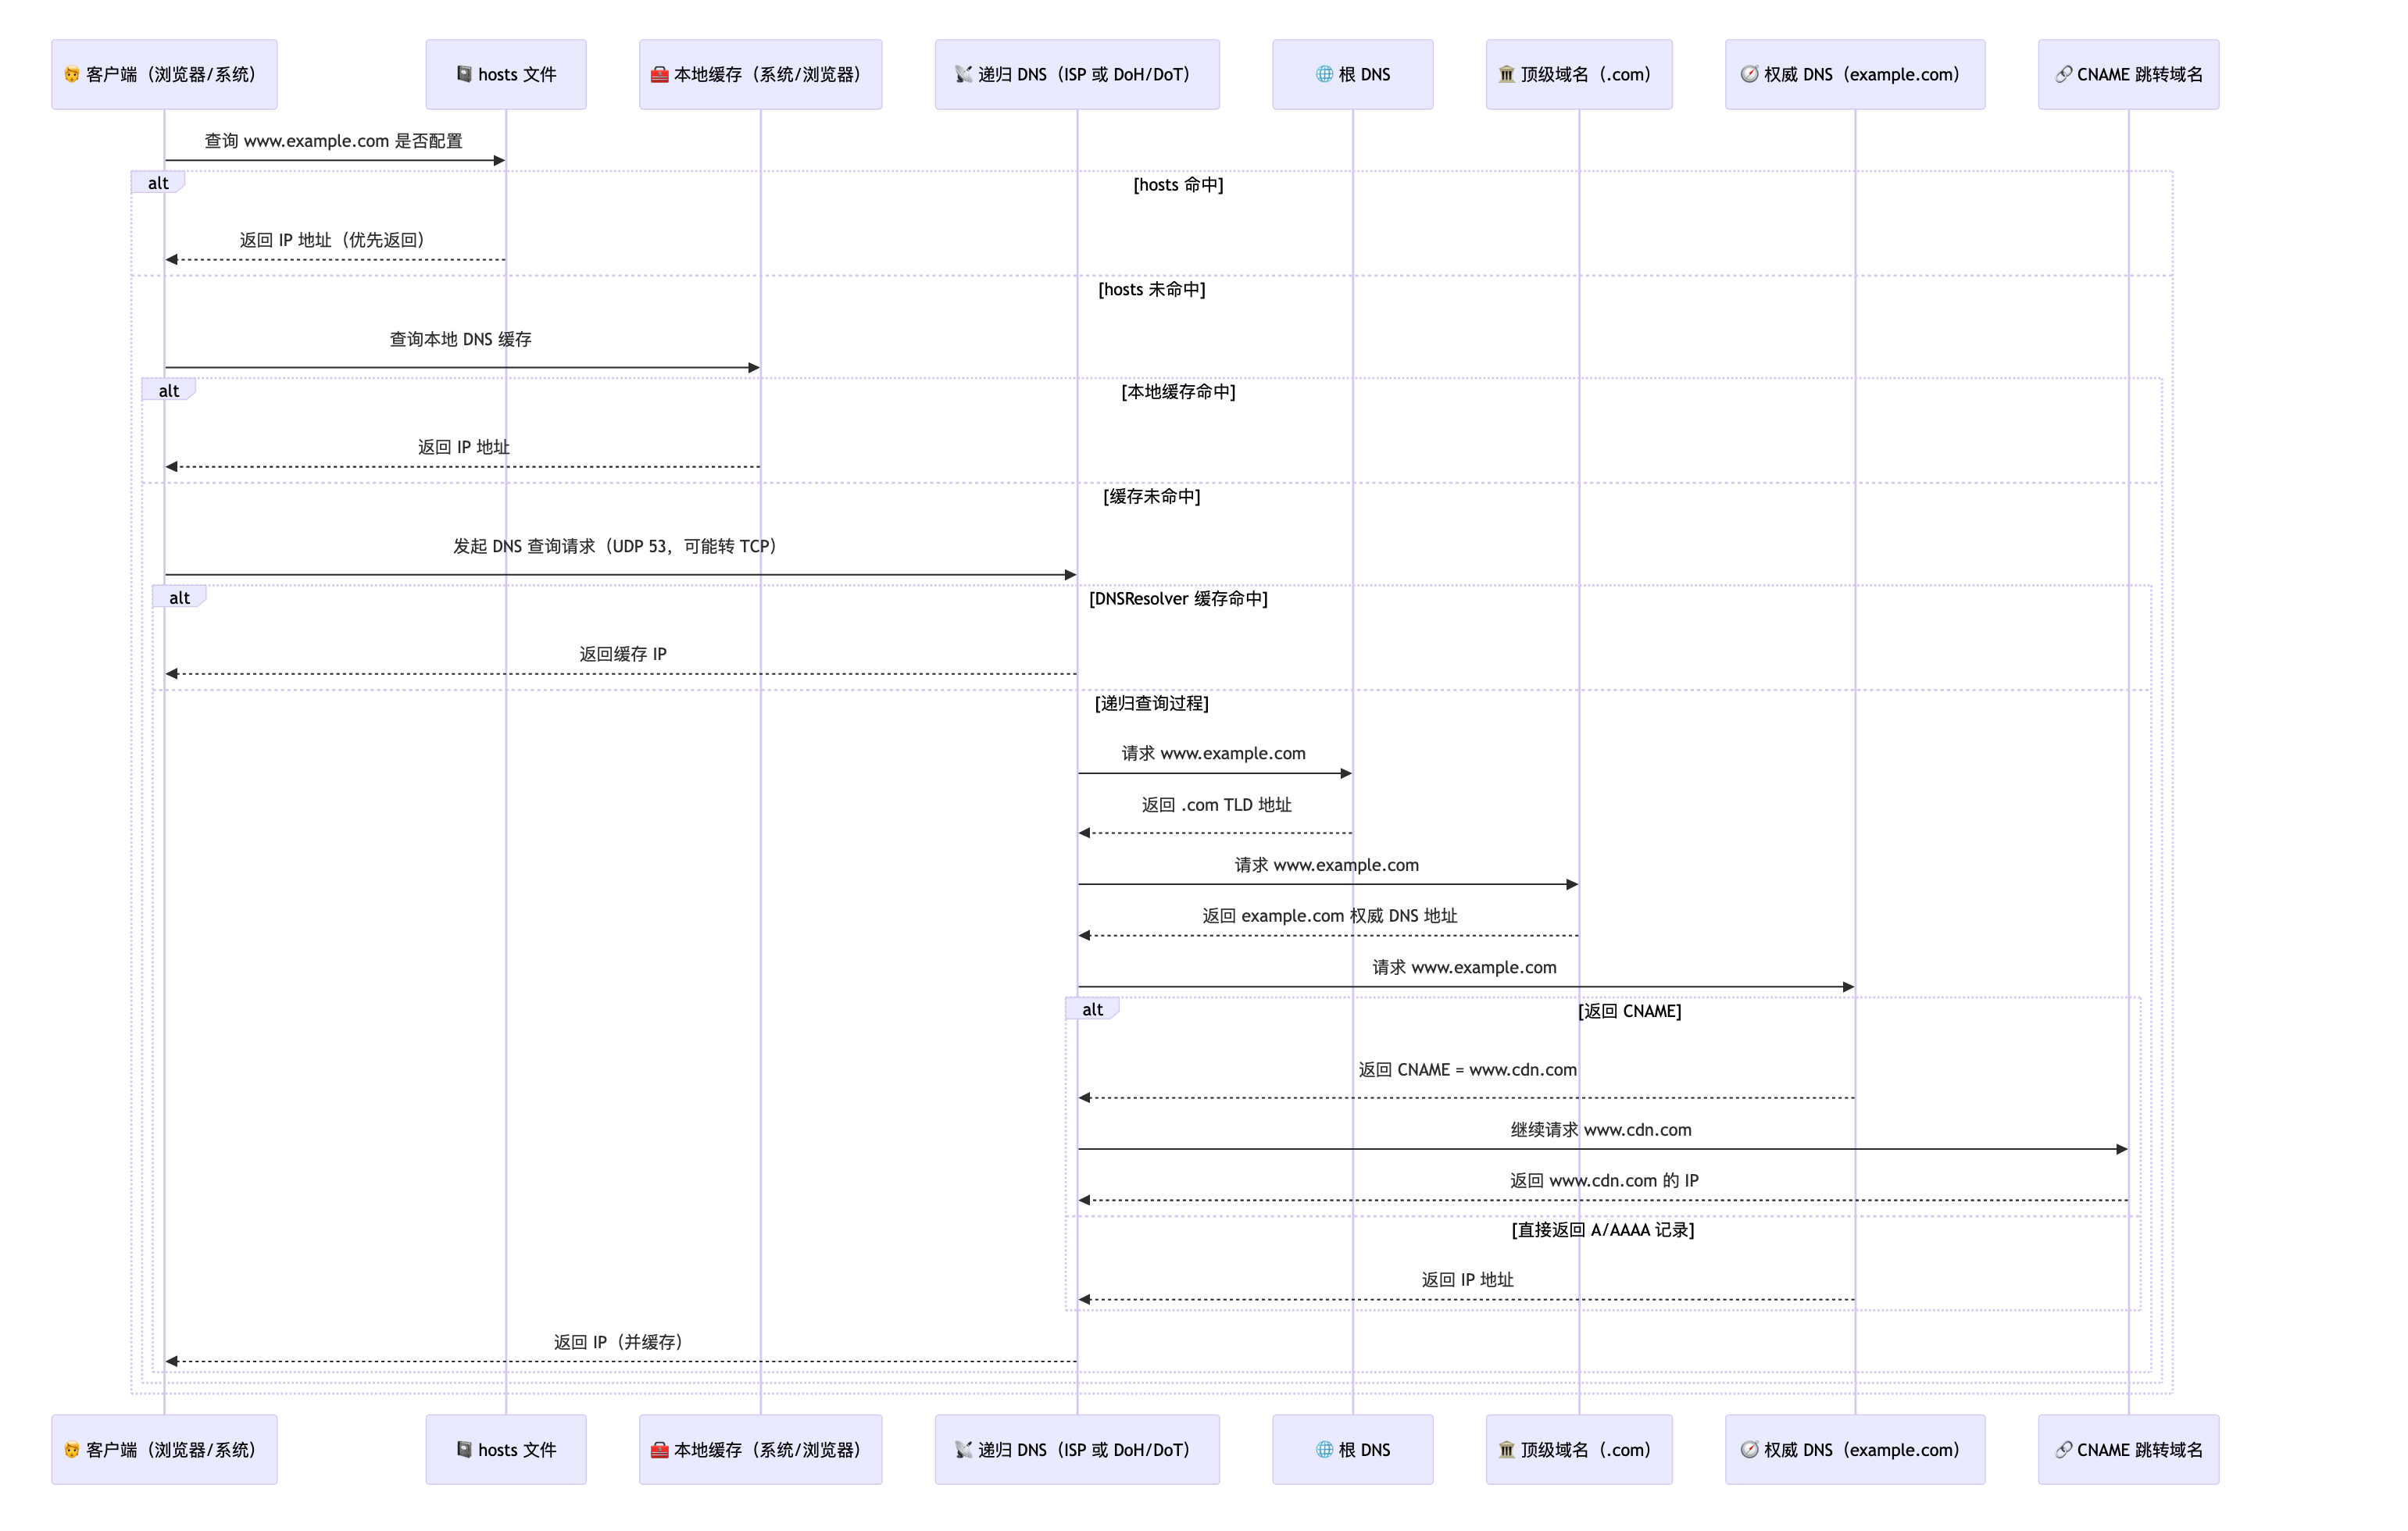 客户端（浏览器/系统）
hosts 文件
本地缓存（系统/浏览器）
递归 DNS（ISP 或 DoH/DoT）
根 DNS
顶级域名（.com）
权威 DNS（example.com）
CNAME 跳转域名
查询 www.example.com 是否配置
alt
[hosts 命中]
返回 IP 地址（优先返回）
[hosts 未命中]
查询本地 DNS 缓存
alt
[本地缓存命中]
返回 IP 地址
[缓存未命中]
发起 DNS 查询请求（UDP 53，可能转 TCP）
alt
[DNSResolver 缓存命中]
返回缓存 IP
[递归查询过程]
请求 www.example.com
返回 .com TLD 地址
请求 www.example.com
返回 example.com 权威 DNS 地址
请求 www.example.com
alt
[返回 CNAME]
返回 CNAME = www.cdn.com
继续请求 www.cdn.com
返回 www.cdn.com 的 IP
[直接返回 A/AAAA 记录]
返回 IP 地址
返回 IP（并缓存）
客户端（浏览器/系统）
hosts 文件
本地缓存（系统/浏览器）
递归 DNS（ISP 或 DoH/DoT）
根 DNS
顶级域名（.com）
权威 DNS（example.com）
CNAME 跳转域名